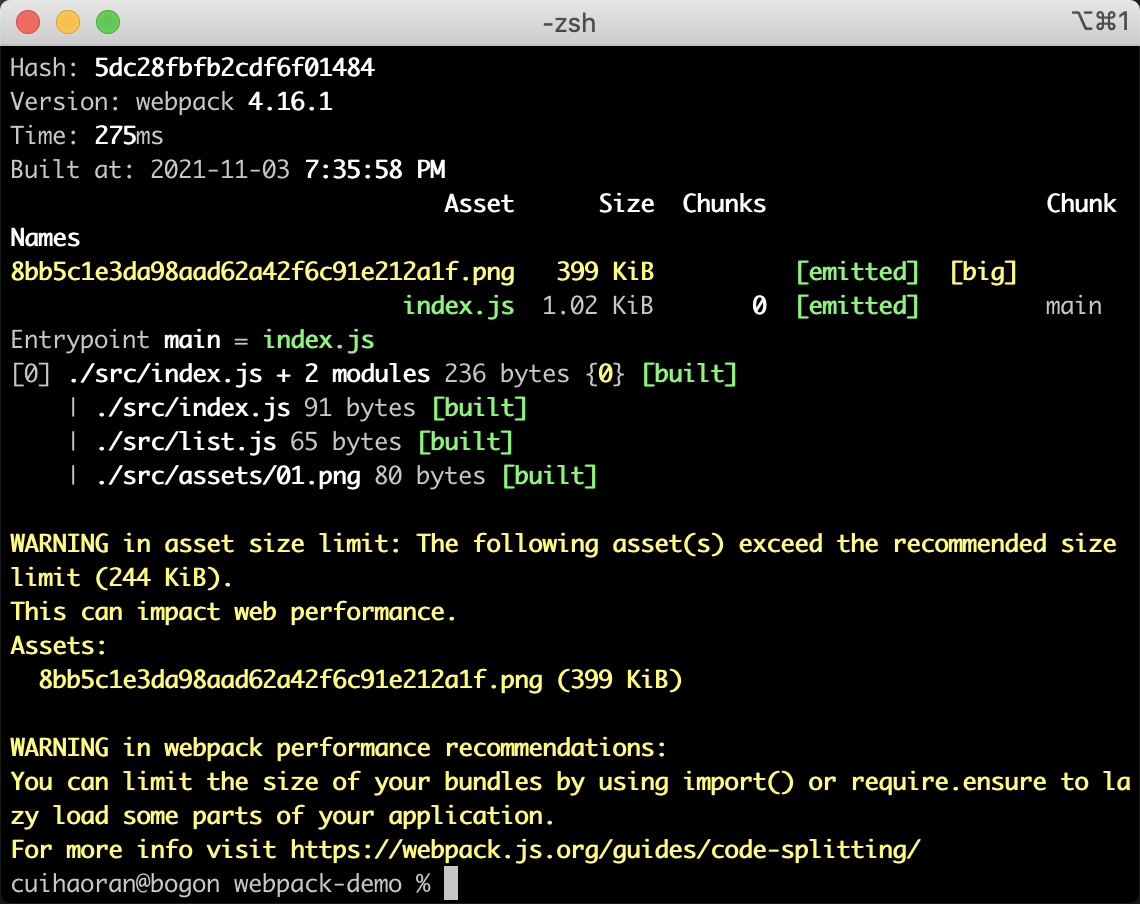 -zsh
⌥⌘1
Hash: 5dc28fbfb2cdf6f01484
Version: webpack 4.16.1
Time: 275ms
Built at: 2021-11-03 7:35:58 PM
Asset Size Chunks Chunk
Names
8bb5c1e3da98aad62a42f6c91e212a1f.png 399 KiB [emitted] [big]
index.js 1.02 KiB 0 [emitted] main
Entrypoint main = index.js
[0] ./src/index.js + 2 modules 236 bytes {0} [built]
| ./src/index.js 91 bytes [built]
| ./src/list.js 65 bytes [built]
| ./src/assets/01.png 80 bytes [built]
WARNING in asset size limit: The following asset(s) exceed the recommended size
limit (244 KiB).
This can impact web performance.
Assets:
8bb5c1e3da98aad62a42f6c91e212a1f.png (399 KiB)
WARNING in webpack performance recommendations:
You can limit the size of your bundles by using import() or require.ensure to la
zy load some parts of your application.
For more info visit https://webpack.js.org/guides/code-splitting/
cuihaoran@bogon webpack-demo %